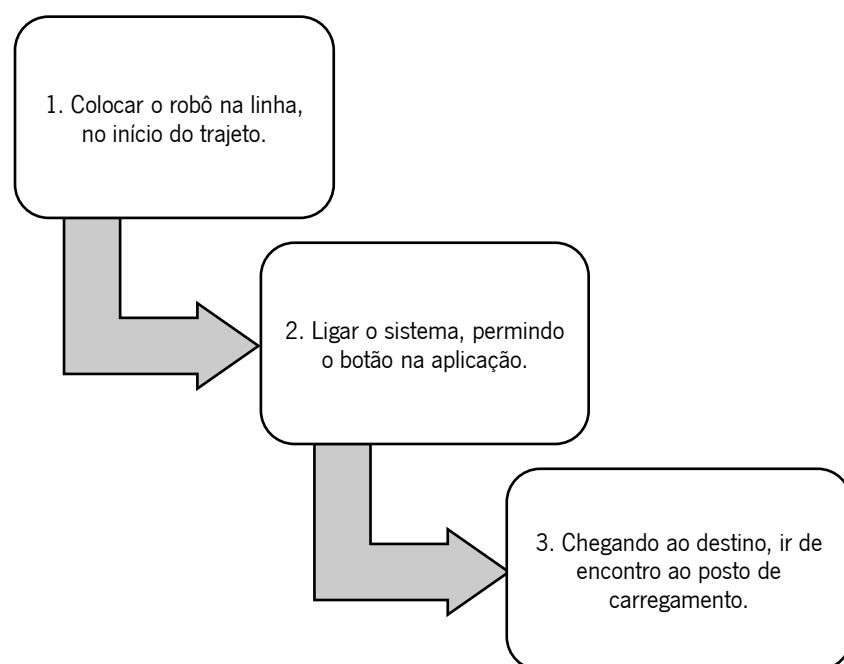 1. Colocar o robô na linha,
no início do trajeto.
2. Ligar o sistema, permindo
o botão na aplicação.
3. Chegando ao destino, ir de
encontro ao posto de
carregamento.